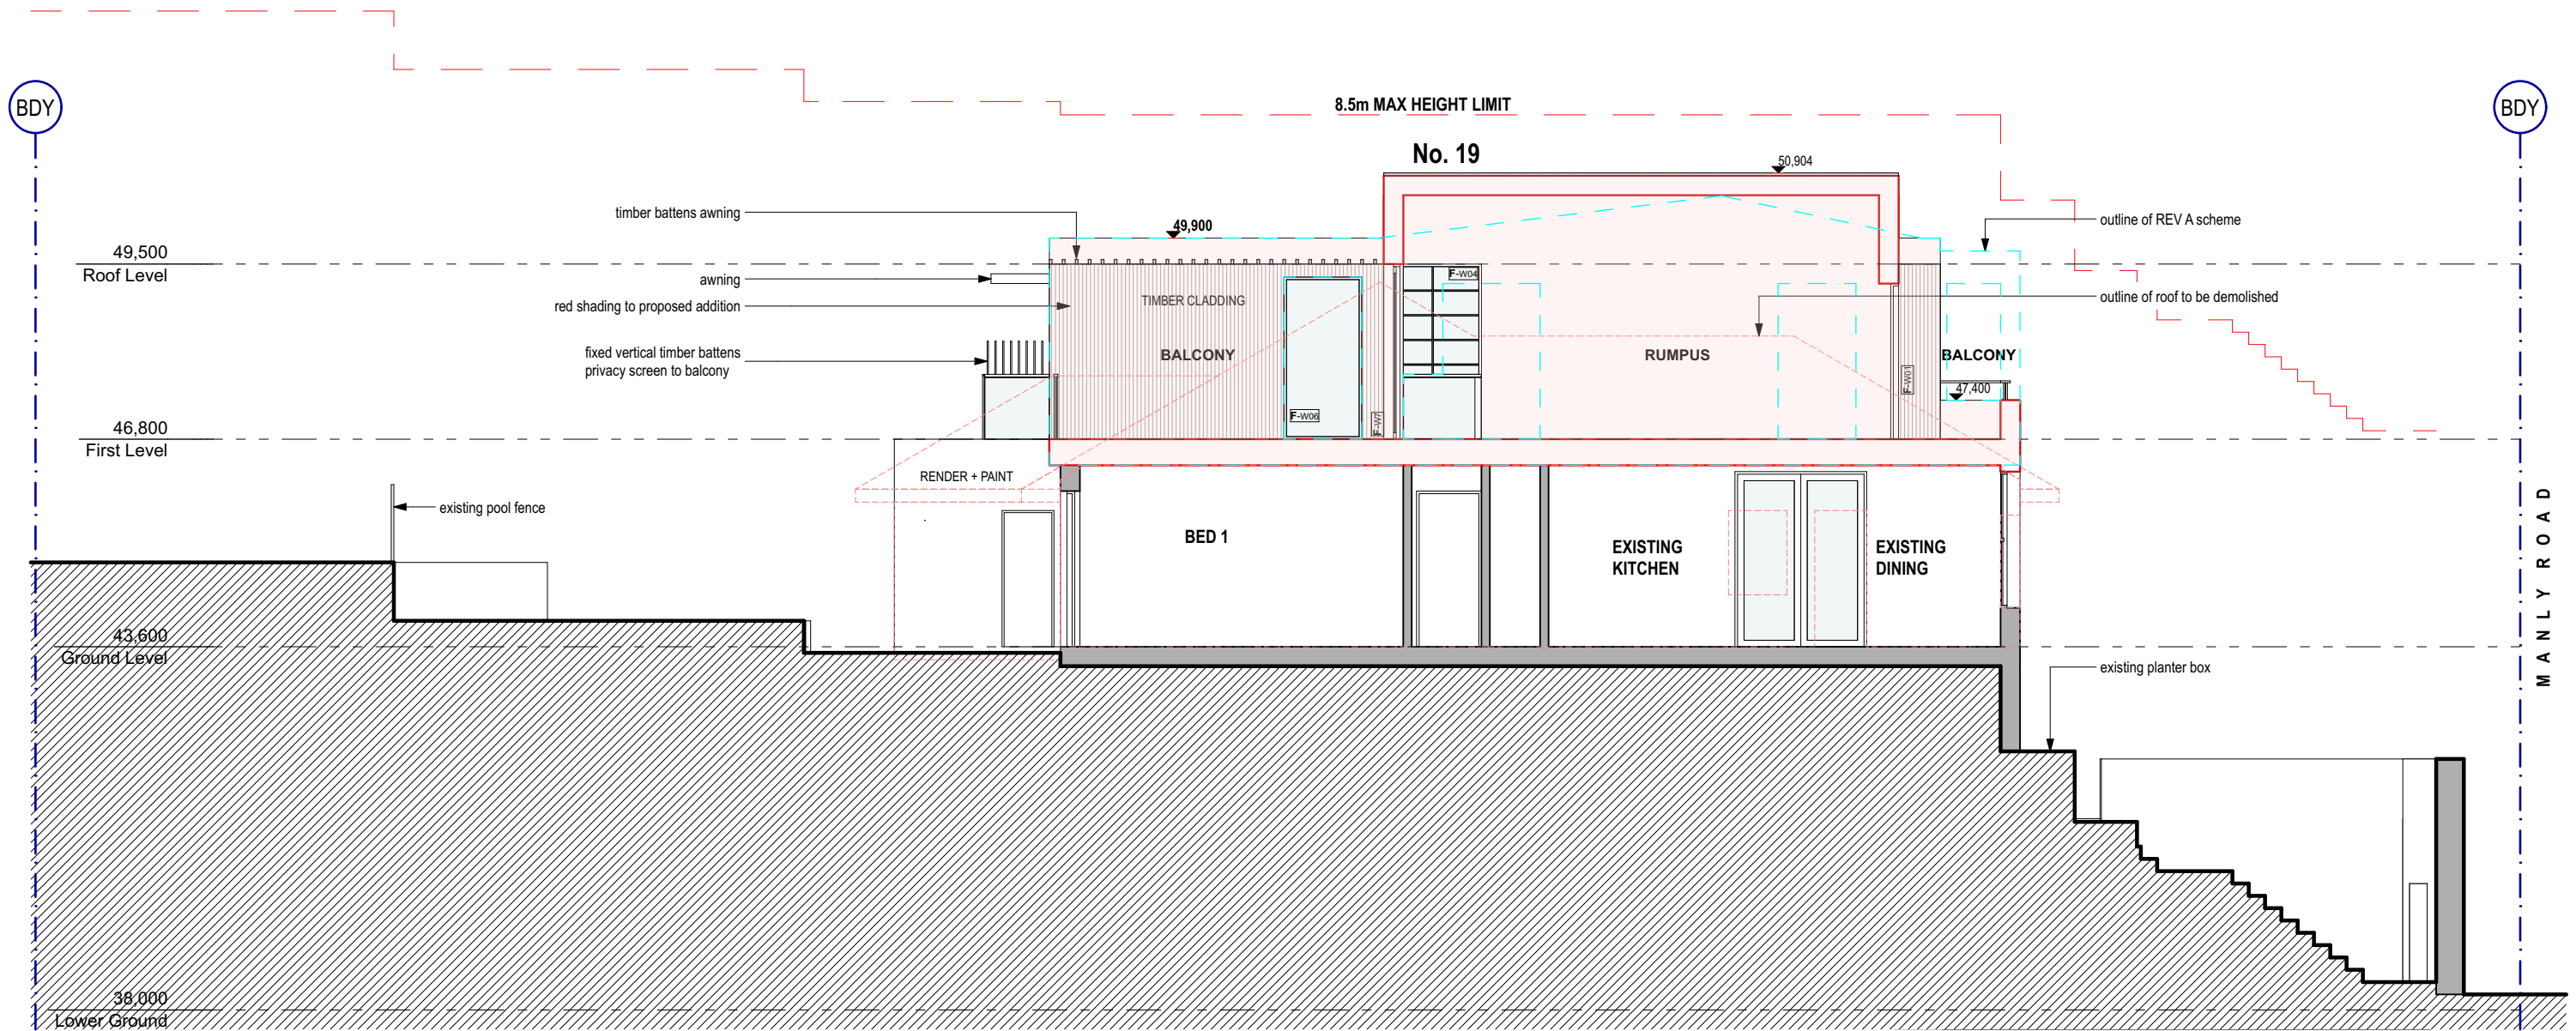 8.5m MAX HEIGHT LIMIT
BDY
BDY
No. 19
50,904
timber battens awning
49,900
outline of REV A scheme
49,500
Roof Level
awning
F-W04
red shading to proposed addition
TIMBER CLADDING
outline of roof to be demolished
fixed vertical timber battens
privacy screen to balcony
BALCONY
RUMPUS
BALCONY
F-W01
47,400
F-W06
F-W7
46,800
First Level
RENDER + PAINT
existing pool fence
BED 1
EXISTING
KITCHEN
EXISTING
DINING
MANLY ROAD
43,600
Ground Level
existing planter box
38,000
Lower Ground